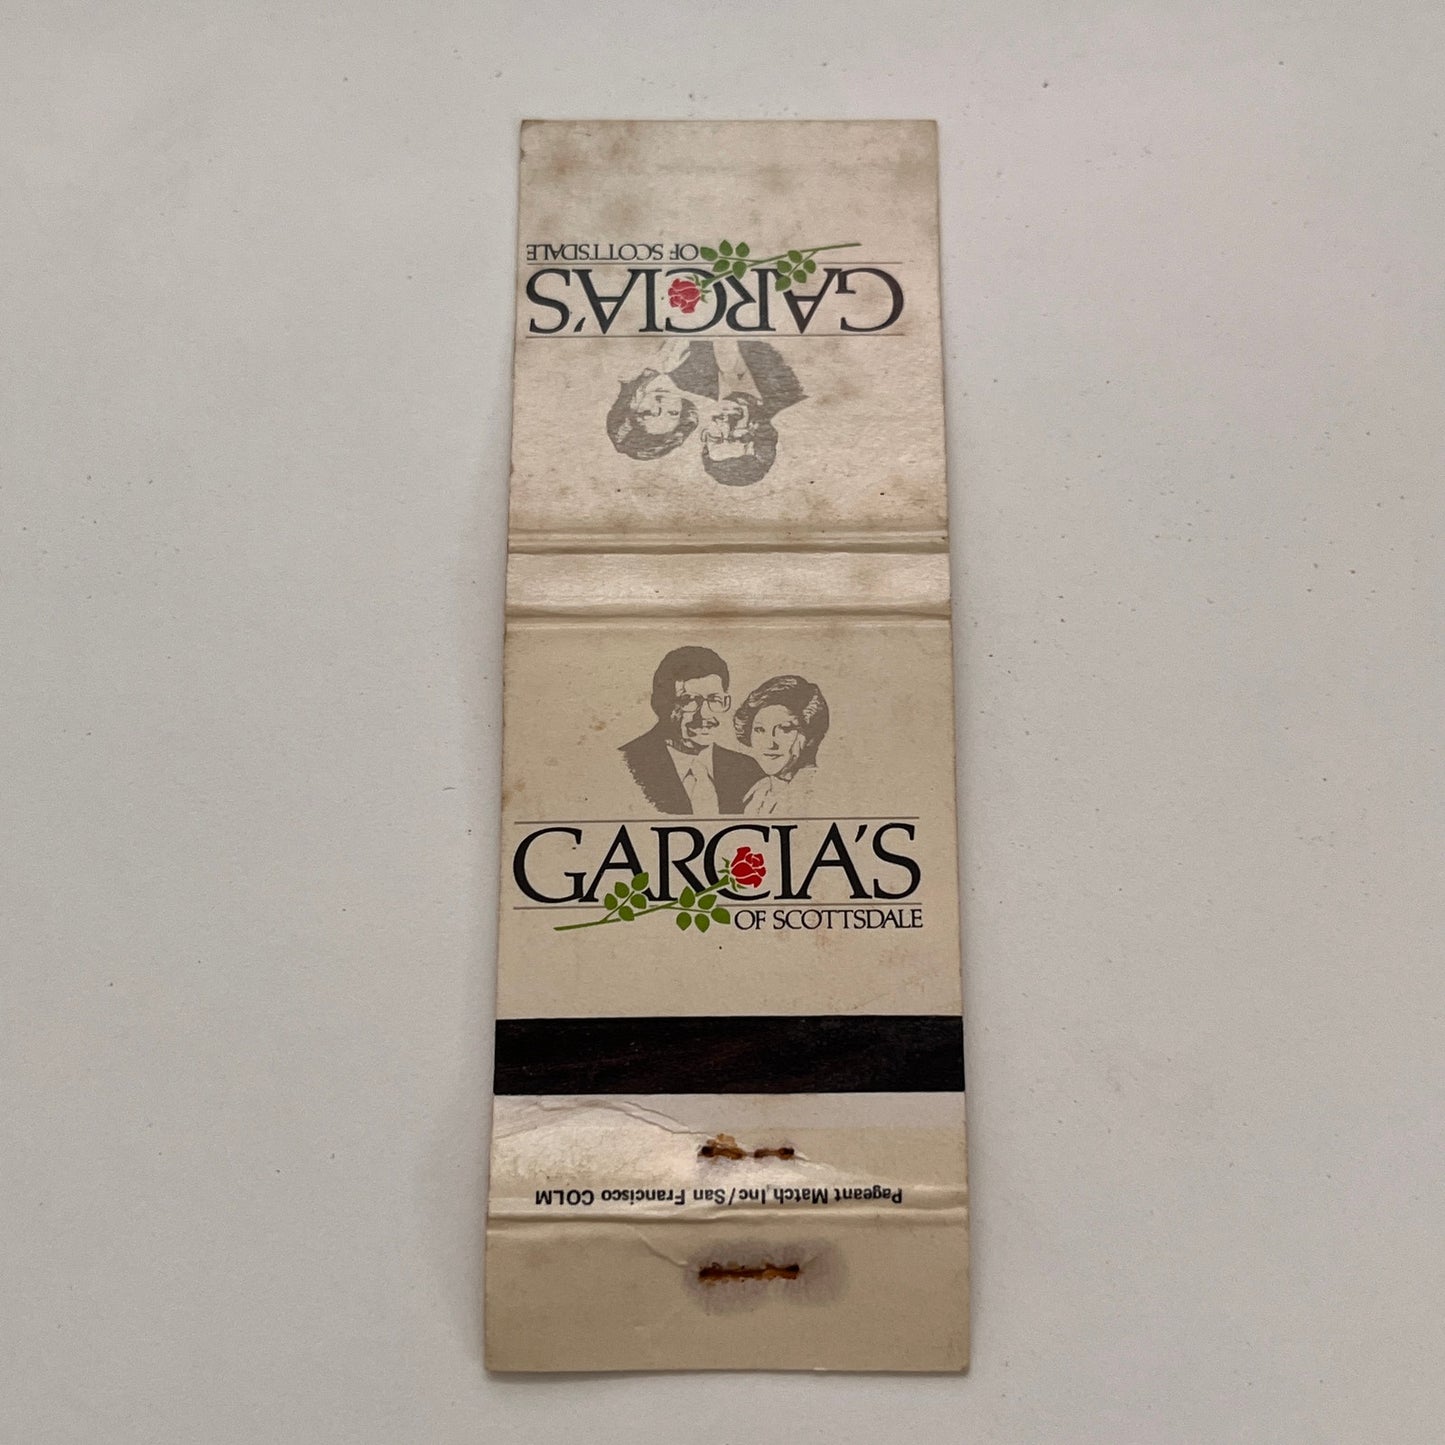 OF SCOTTSDALE
GARCIA'S
GARCIA'S
OF SCOTTSDALE
Pageant Match, Inc/San Francisco COLM